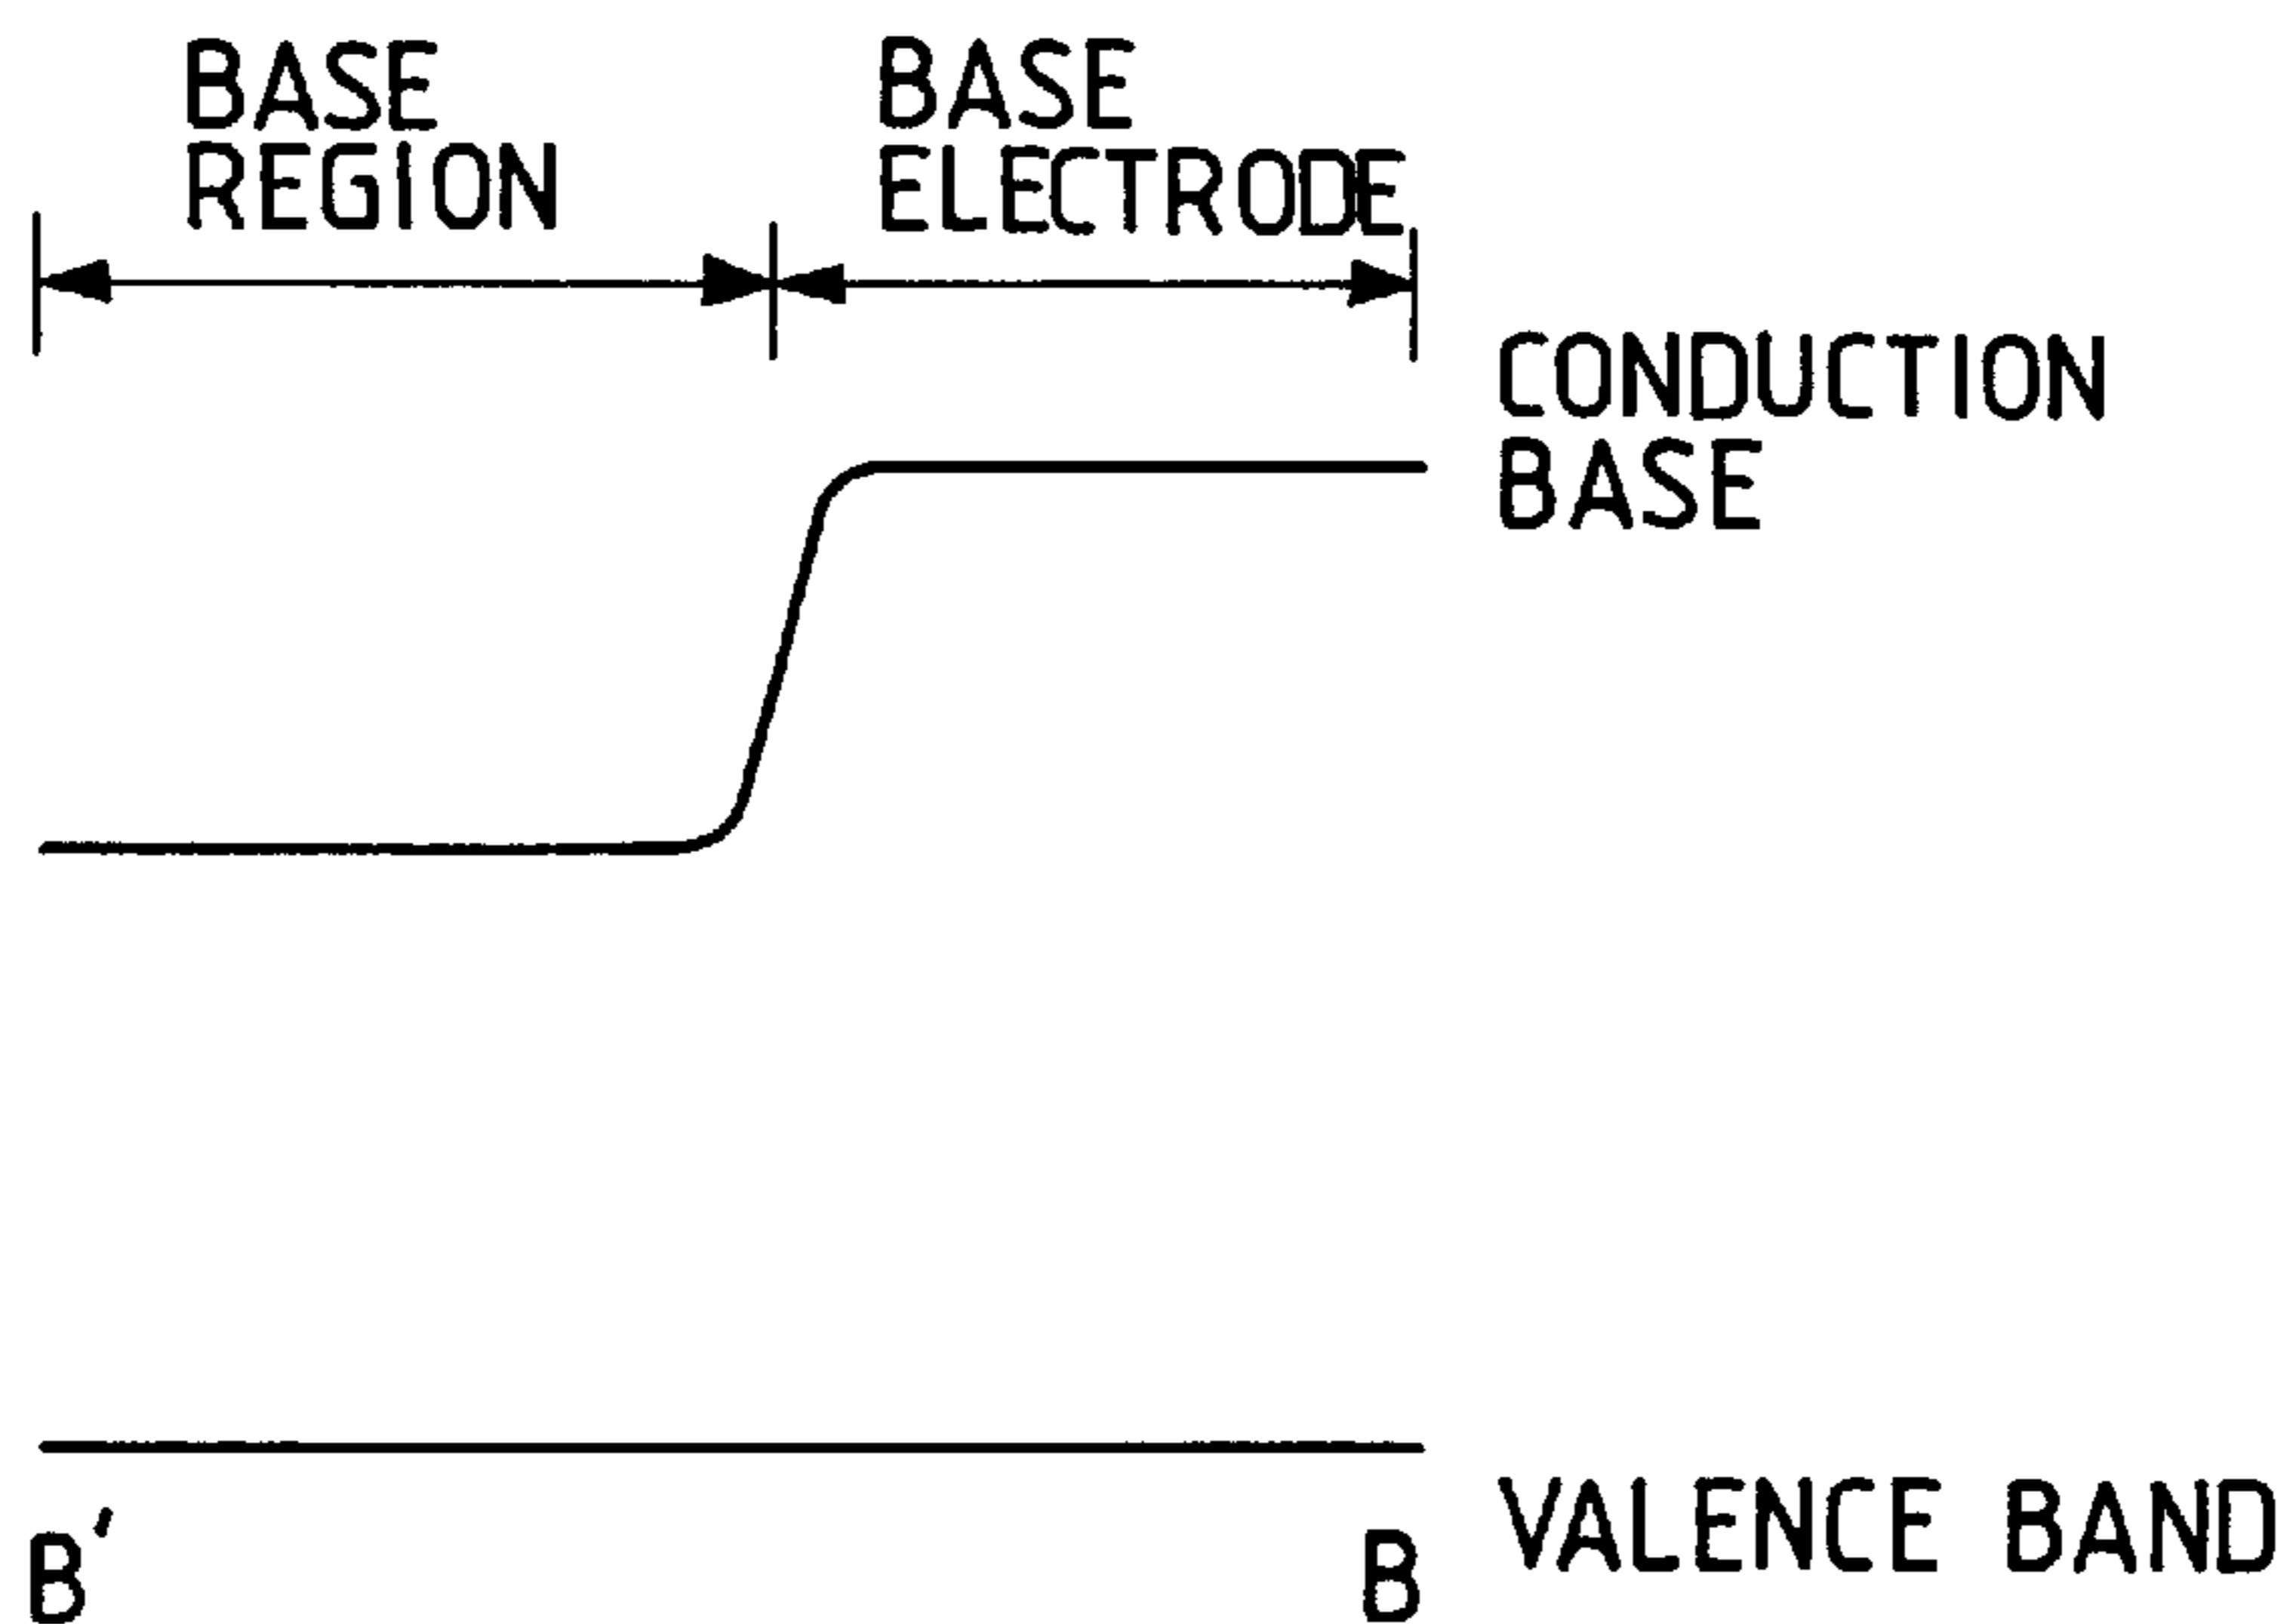 BASE
REGION
BASE
ELECTRODE
CONDUCTION
BASE
VALENCE BAND
B′
B